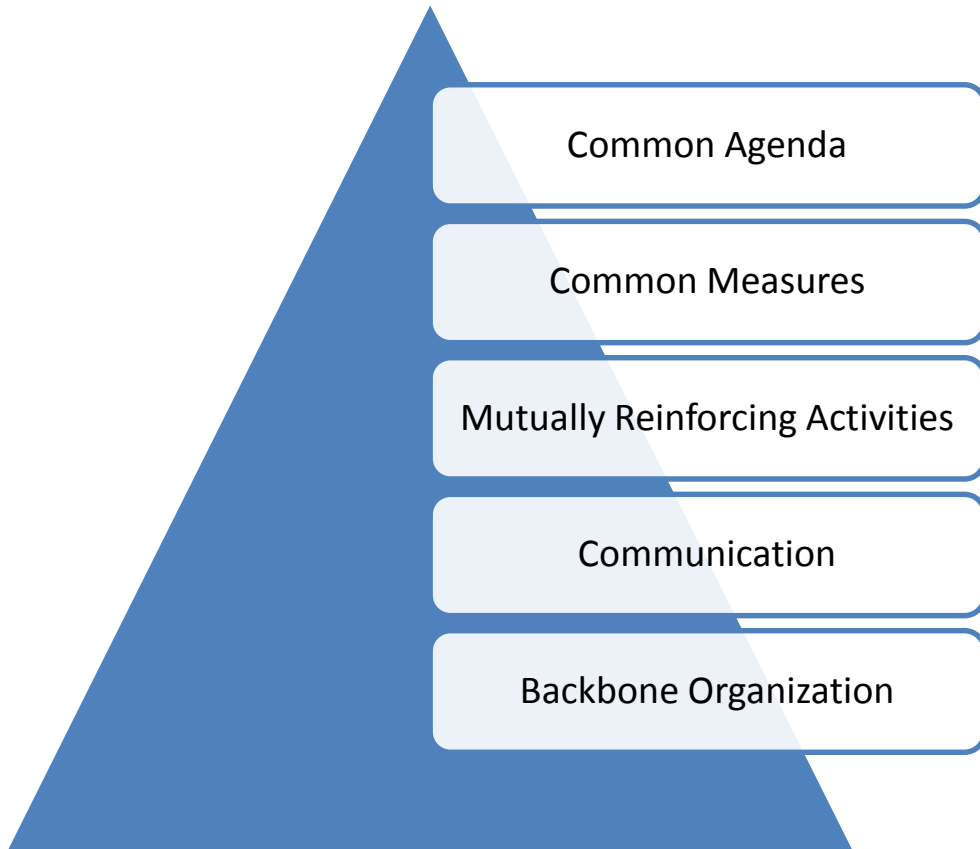 Common Agenda
Common Measures
Mutually Reinforcing Activities
Communication
Backbone Organization